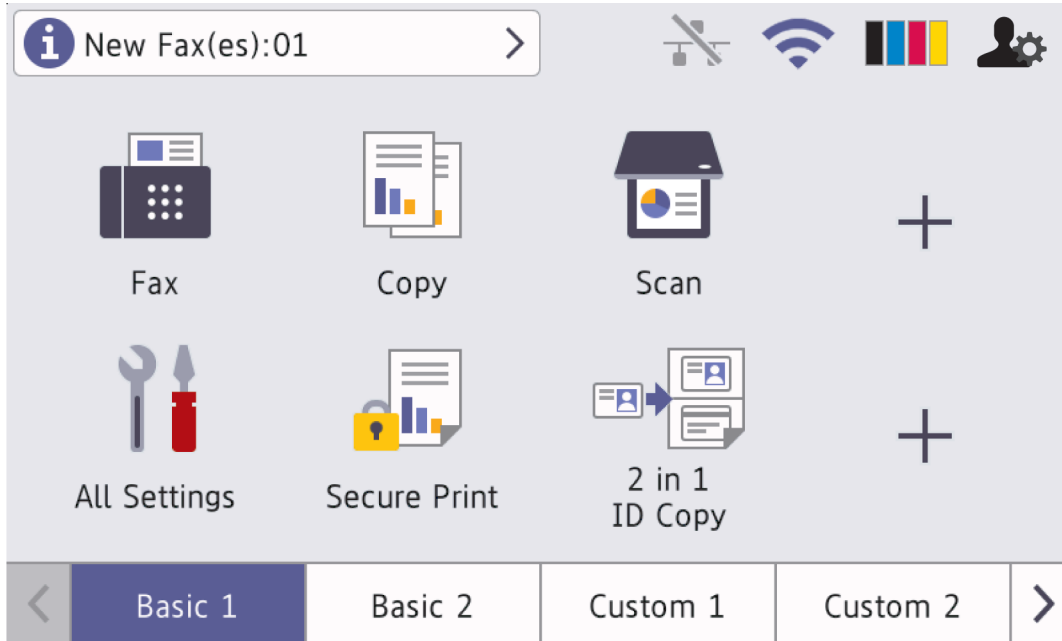 New Fax(es):01
Fax
Copy
Scan
All Settings
Secure Print
2 in 1
ID Copy
Basic 1
Basic 2
Custom 1
Custom 2